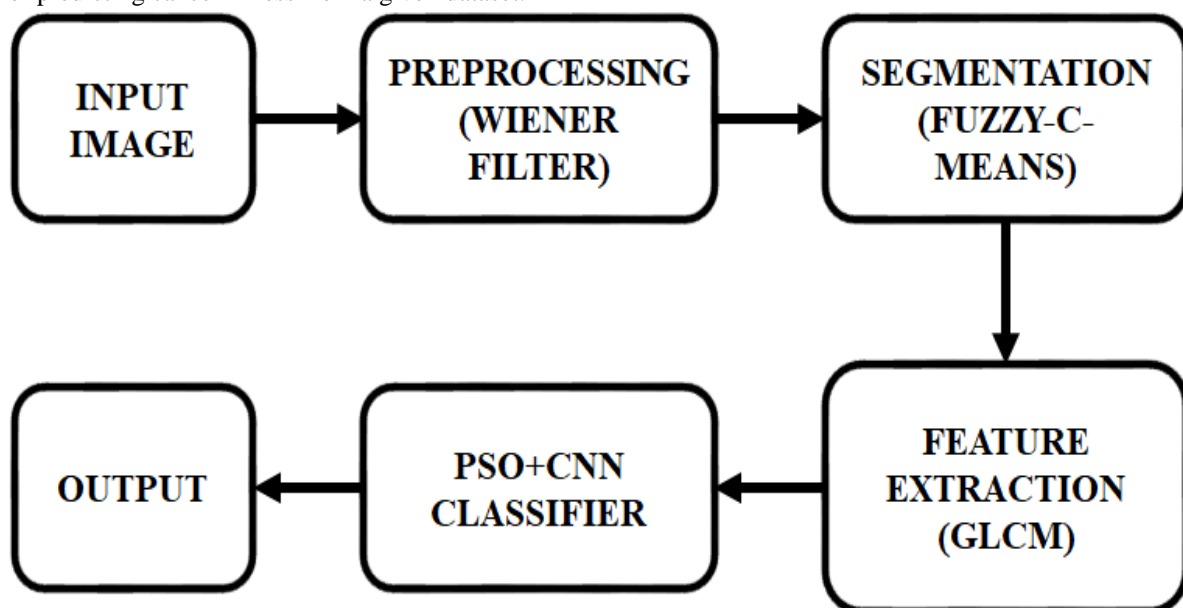 INPUT
IMAGE
PREPROCESSING
(WIENER
FILTER)
SEGMENTATION
(FUZZY-C-
MEANS)
FEATURE
EXTRACTION
(GLCM)
PSO+CNN
CLASSIFIER
OUTPUT